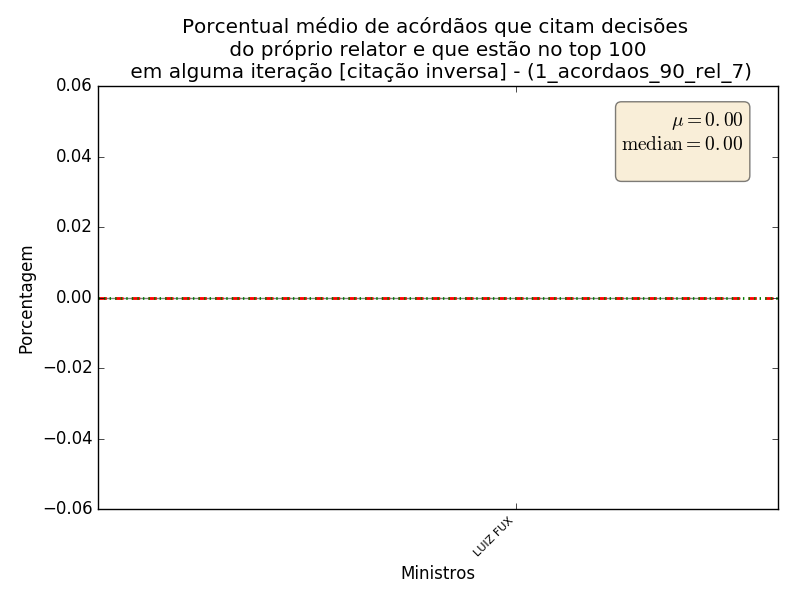 Porcentual médio de acórdãos que citam decisões
do próprio relator e que estão no top 100
em alguma iteração [citação inversa] - (1_acordaos_90_rel_7)
0.06
μ = 0.00
median = 0.00
0.04
0.02
0.00
−0.02
−0.04
−0.06
Porcentagem
LUIZ FUX
Ministros